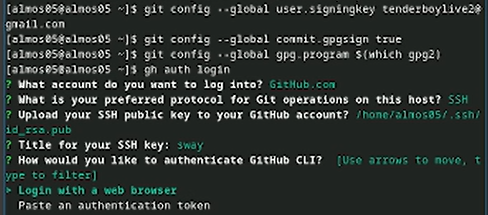 [almos05@almos05 ~]$ git config --global user.signingkey tenderboylive2@
gmail.com
[almos05@almos05 ~]$ git config --global commit.gpgsign true
[almos05@almos05 ~]$ git config --global gpg.program $(which gpg2)
[almos05@almos05 ~]$ gh auth login
? What account do you want to log into? GitHub.com
? What is your preferred protocol for Git operations on this host? SSH
? Upload your SSH public key to your GitHub account? /home/almos05/.ssh/
id_rsa.pub
? Title for your SSH key: sway
? How would you like to authenticate GitHub CLI?  [Use arrows to move, t
ype to filter]
> Login with a web browser
  Paste an authentication token